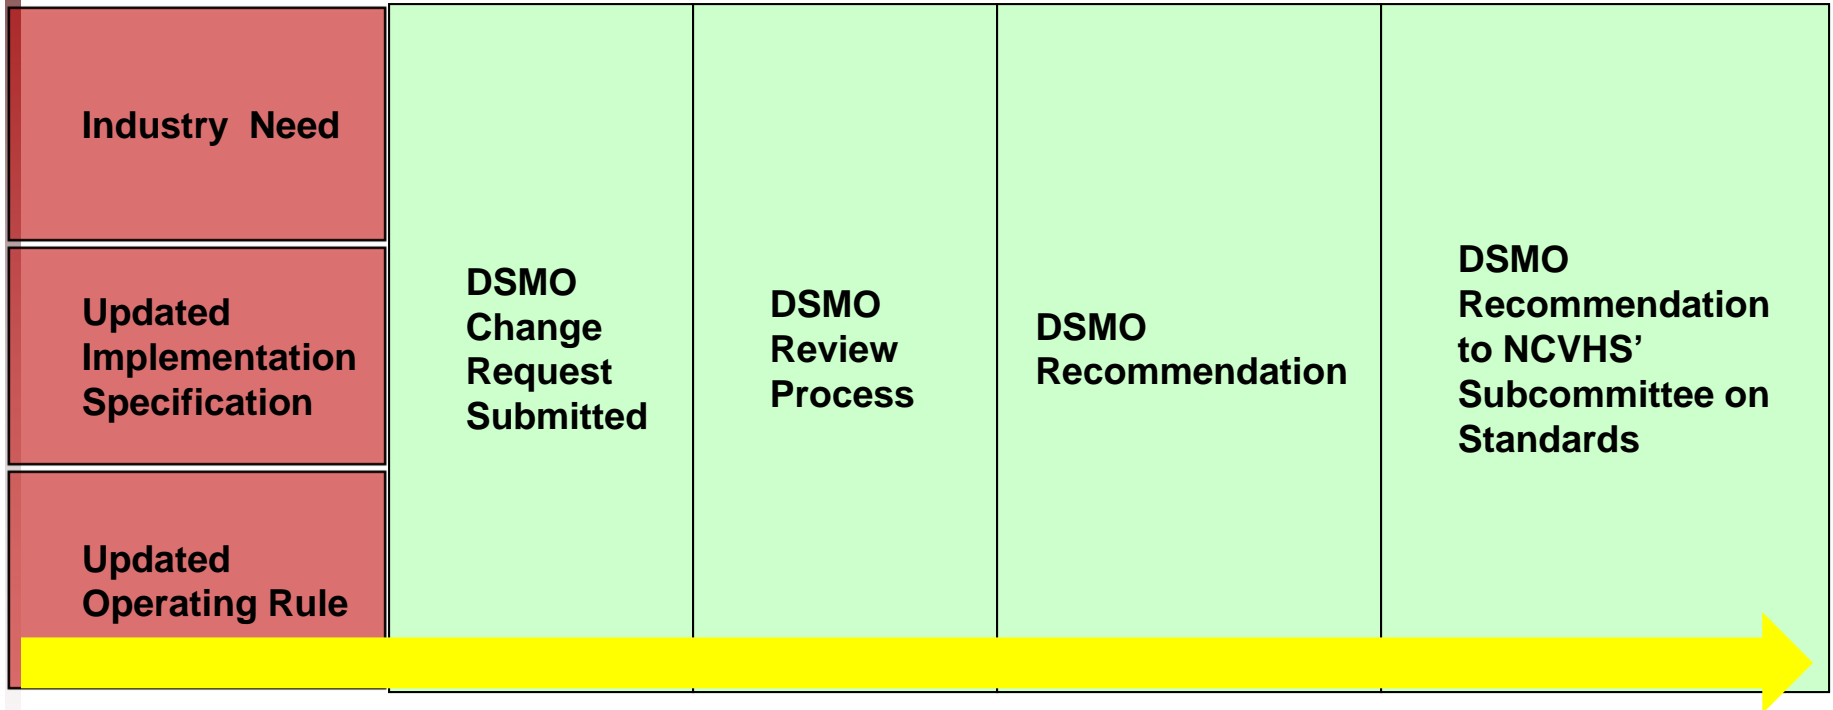 Industry Need
Updated
Implementation
Specification
Updated
Operating Rule
DSMO
Change
Request
Submitted
DSMO
Review
Process
DSMO
Recommendation
DSMO
Recommendation
to NCVHS’
Subcommittee on
Standards